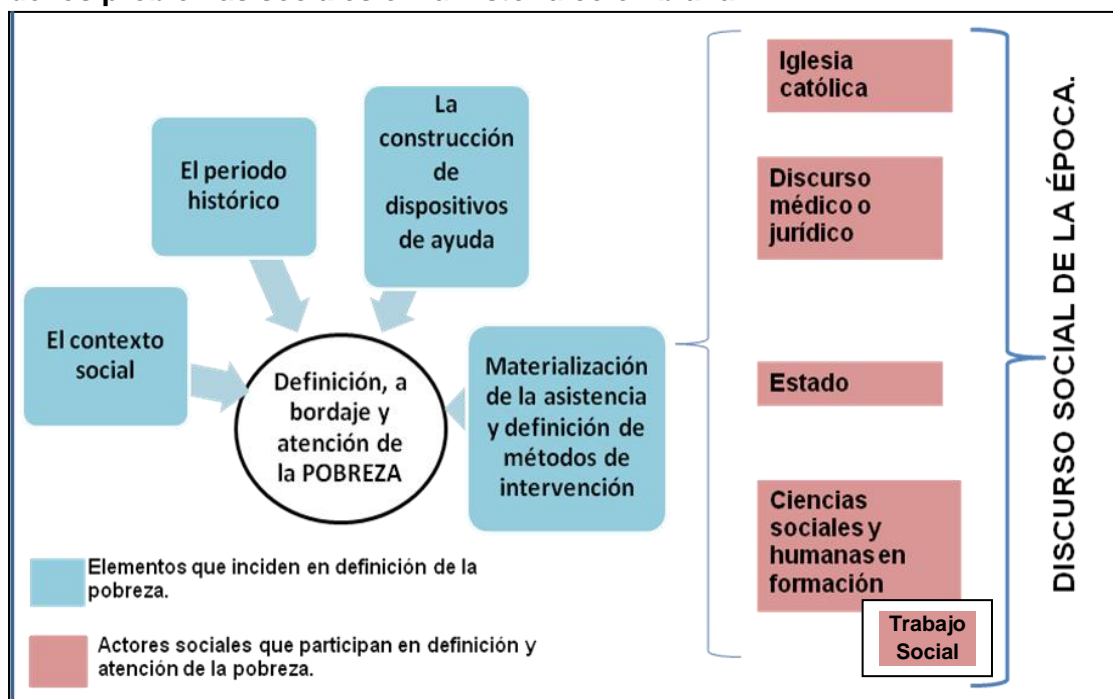 La
construcción
de
dispositivos
de ayuda
El periodo
histórico
El contexto
social
Definición, a
bordaje y
atención de
la POBREZA
Materialización
de la asistencia
y definición de
métodos de
intervención
Iglesia
católica
Discurso
médico o
jurídico
Estado
Ciencias
sociales y
humanas en
formación
Trabajo
Social
DISCURSO SOCIAL DE LA ÉPOCA.
Elementos que inciden en definición de la
pobreza.
Actores sociales que participan en definición y
atención de la pobreza.